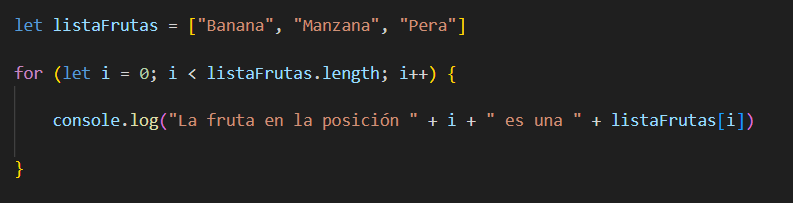 let listaFrutas = ["Banana", "Manzana", "Pera"]
for (let i = 0; i < listaFrutas.length; i++) {
console.log("La fruta en la posición " + i + " es una " + listaFrutas[i])
}